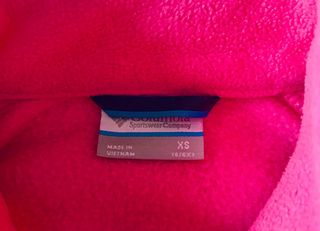 Columbia
Sportswear Company
MADE IN
VIETNAM
XS